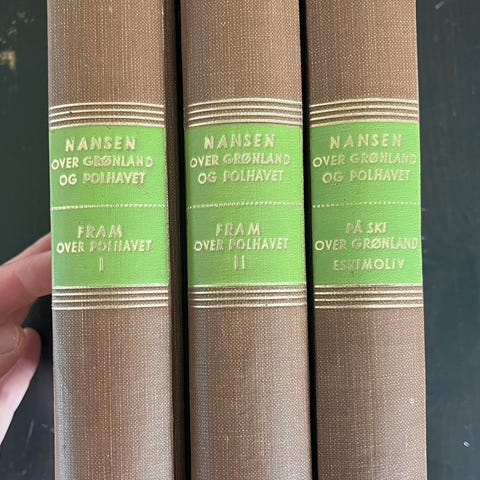 NANSEN
OVER GRØNLAND
OG POLHAVET
FRAM
OVER POLHAVET
I
NANSEN
OVER GRØNLAND
OG POLHAVET
FRAM
OVER POLHAVET
II
NANSEN
OVER GRØNLAND
OG POLHAVET
PÅ SKI
OVER GRØNLAND
ESKIMOLIV